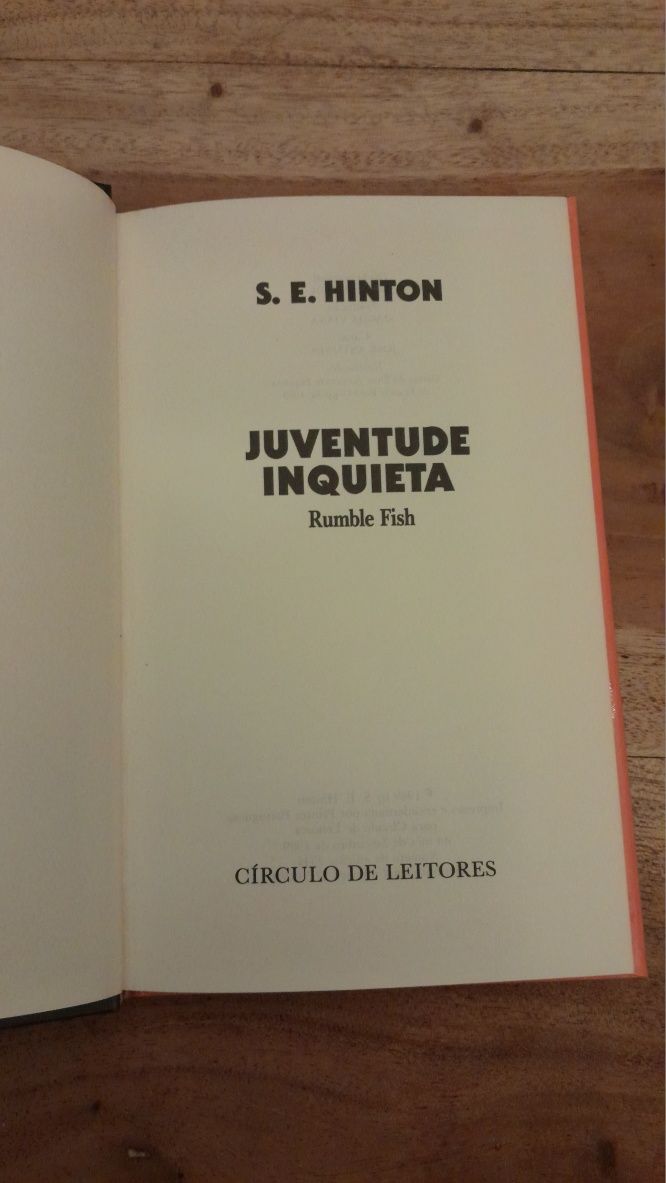 S. E. HINTON
JUVENTUDE
INQUIETA
Rumble Fish
CÍRCULO DE LEITORES